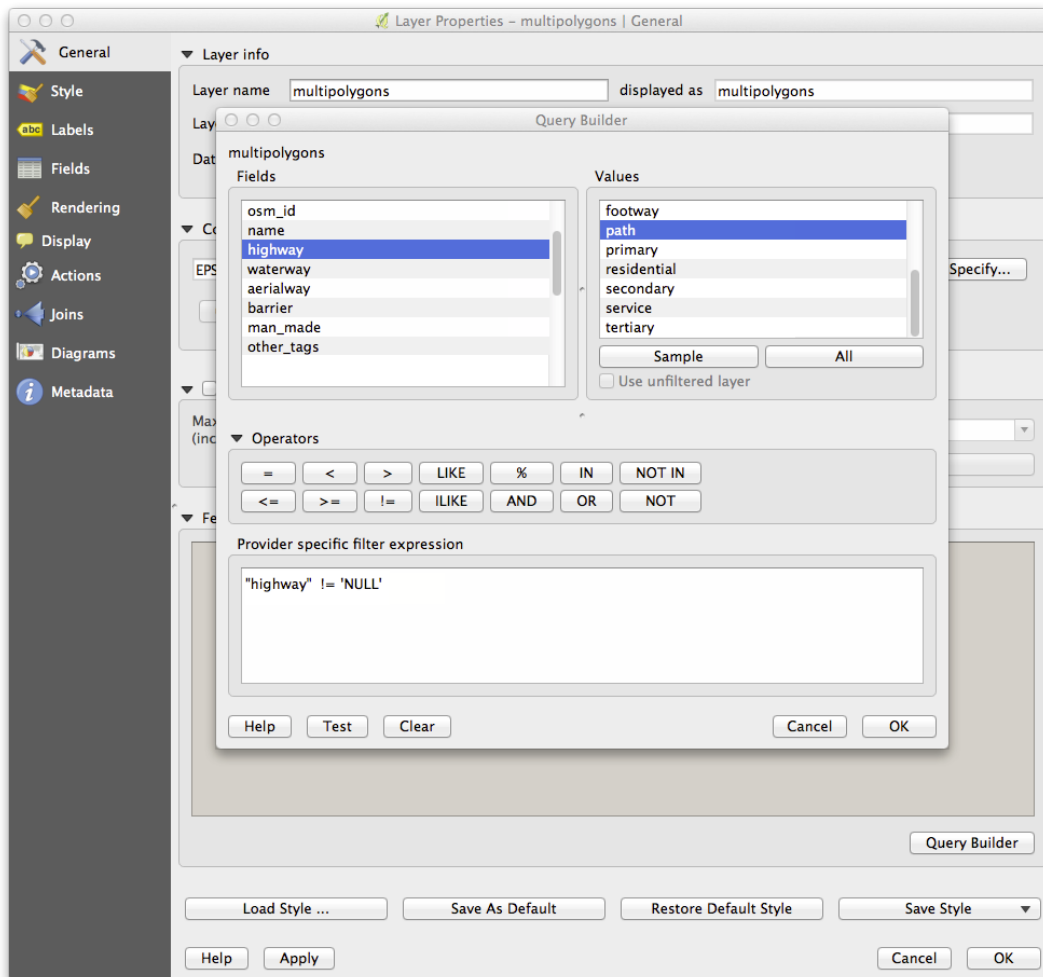 Layer Properties - multipolygons | General
General
Style
abc Labels
Fields
Rendering
Display
Actions
Joins
Diagrams
Metadata
Layer info
Layer name multipolygons displayed as multipolygons
Query Builder
multipolygons
Fields
osm_id
name
highway
waterway
aerialway
barrier
man_made
other_tags
Values
footway
path
primary
residential
secondary
service
tertiary
Sample All
Use unfiltered layer
Specify...
Operators
= < > LIKE % IN NOT IN
<= >= != ILIKE AND OR NOT
Provider specific filter expression
"highway" != 'NULL'
Help Test Clear Cancel OK
Query Builder
Load Style ... Save As Default Restore Default Style Save Style
Help Apply Cancel OK